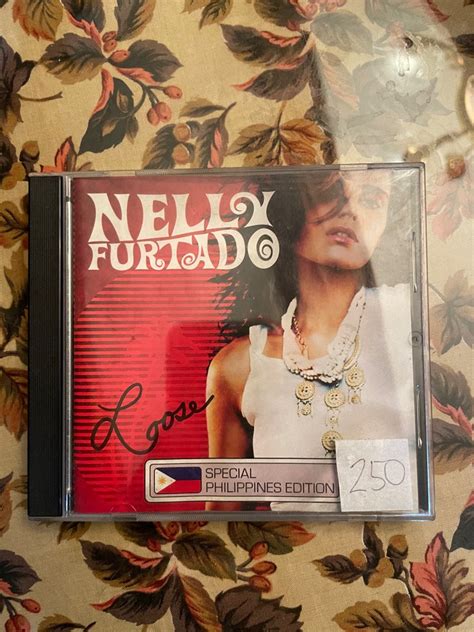 NELLY
FURTADO
Loose
SPECIAL
PHILIPPINES EDITION
250